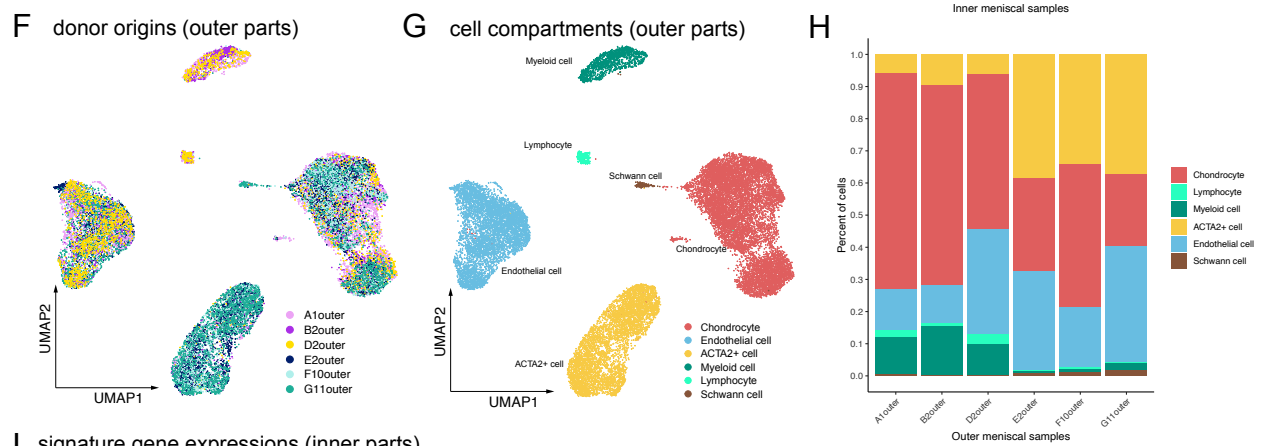 F donor origins (outer parts)
Myeloid cell
Lymphocyte
Schwann cell
Chondrocyte
Endothelial cell
ACTA2+ cell
UMAP2
UMAP1
A1outer
B2outer
D2outer
E2outer
F10outer
G11outer
G cell compartments (outer parts)
UMAP2
UMAP1
Chondrocyte
Endothelial cell
ACTA2+ cell
Myeloid cell
Lymphocyte
Schwann cell
H
Inner meniscal samples
Percent of cells
1.0
0.9
0.8
0.7
0.6
0.5
0.4
0.3
0.2
0.1
0.0
A1outer
B2outer
D2outer
E2outer
F10outer
G11outer
Outer meniscal samples
Chondrocyte
Lymphocyte
Myeloid cell
ACTA2+ cell
Endothelial cell
Schwann cell
signature gene expressions (inner parts)